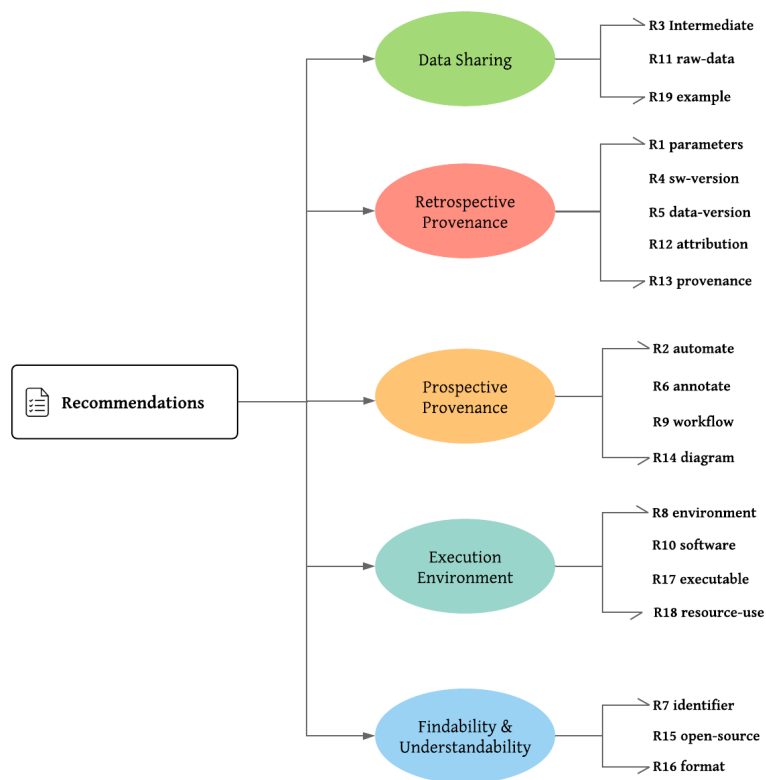 Recommendations
Data Sharing
R3 Intermediate
R11 raw-data
R19 example
Retrospective
Provenance
R1 parameters
R4 sw-version
R5 data-version
R12 attribution
R13 provenance
Prospective
Provenance
R2 automate
R6 annotate
R9 workflow
R14 diagram
Execution
Environment
R8 environment
R10 software
R17 executable
R18 resource-use
Findability &
Understandability
R7 identifier
R15 open-source
R16 format